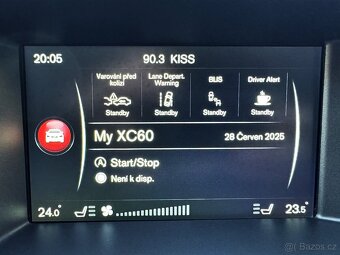 20:05 90.3 KISS
Varování před kolizí
Lane Depart. Warning
BLIS
Driver Alert
Standby Standby Standby Standby
My XC60 28 Červen 2025
Start/Stop
Není k disp.
24.0 23.5
Bazos.cz